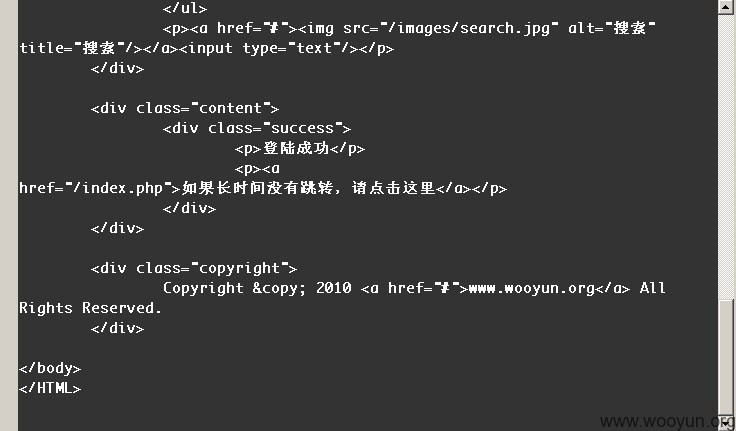 </ul>
<p><a href="#"><img src="/images/search.jpg" alt="搜索"
title="搜索"/></a><input type="text"/></p>
</div>
<div class="content">
<div class="success">
<p>登陆成功</p>
<p><a
href="/index.php">如果长时间没有跳转，请点击这里</a></p>
</div>
</div>
<div class="copyright">
Copyright &copy; 2010 <a href="#">www.wooyun.org</a> All
Rights Reserved.
</div>
</body>
</HTML>
www.wooyun.org